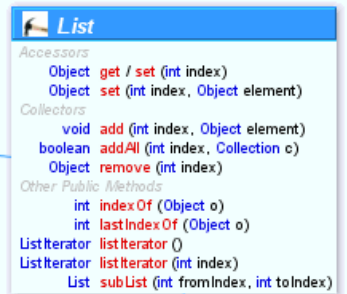 List
Accessors
Object get / set (int index)
Object set (int index, Object element)
Collectors
void add (int index, Object element)
boolean addAll (int index, Collection c)
Object remove (int index)
Other Public Methods
int indexOf (Object o)
int lastIndexOf (Object o)
ListIterator listIterator ()
ListIterator listIterator (int index)
List subList (int fromIndex, int toIndex)